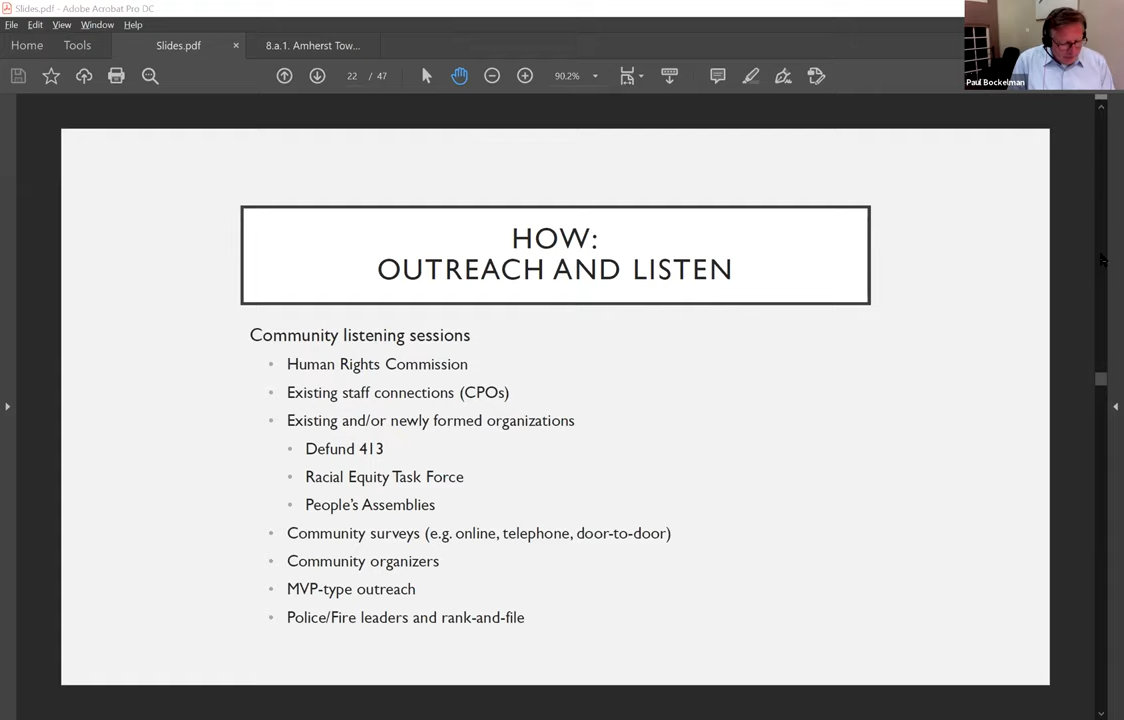 Slides.pdf - Adobe Acrobat Pro DC
File Edit View Window Help
Home Tools Slides.pdf × 8.a.1. Amherst Tow...
22 / 47 90.2%
Paul Bockelman
HOW:
OUTREACH AND LISTEN
Community listening sessions
• Human Rights Commission
• Existing staff connections (CPOs)
• Existing and/or newly formed organizations
• Defund 413
• Racial Equity Task Force
• People's Assemblies
• Community surveys (e.g. online, telephone, door-to-door)
• Community organizers
• MVP-type outreach
• Police/Fire leaders and rank-and-file